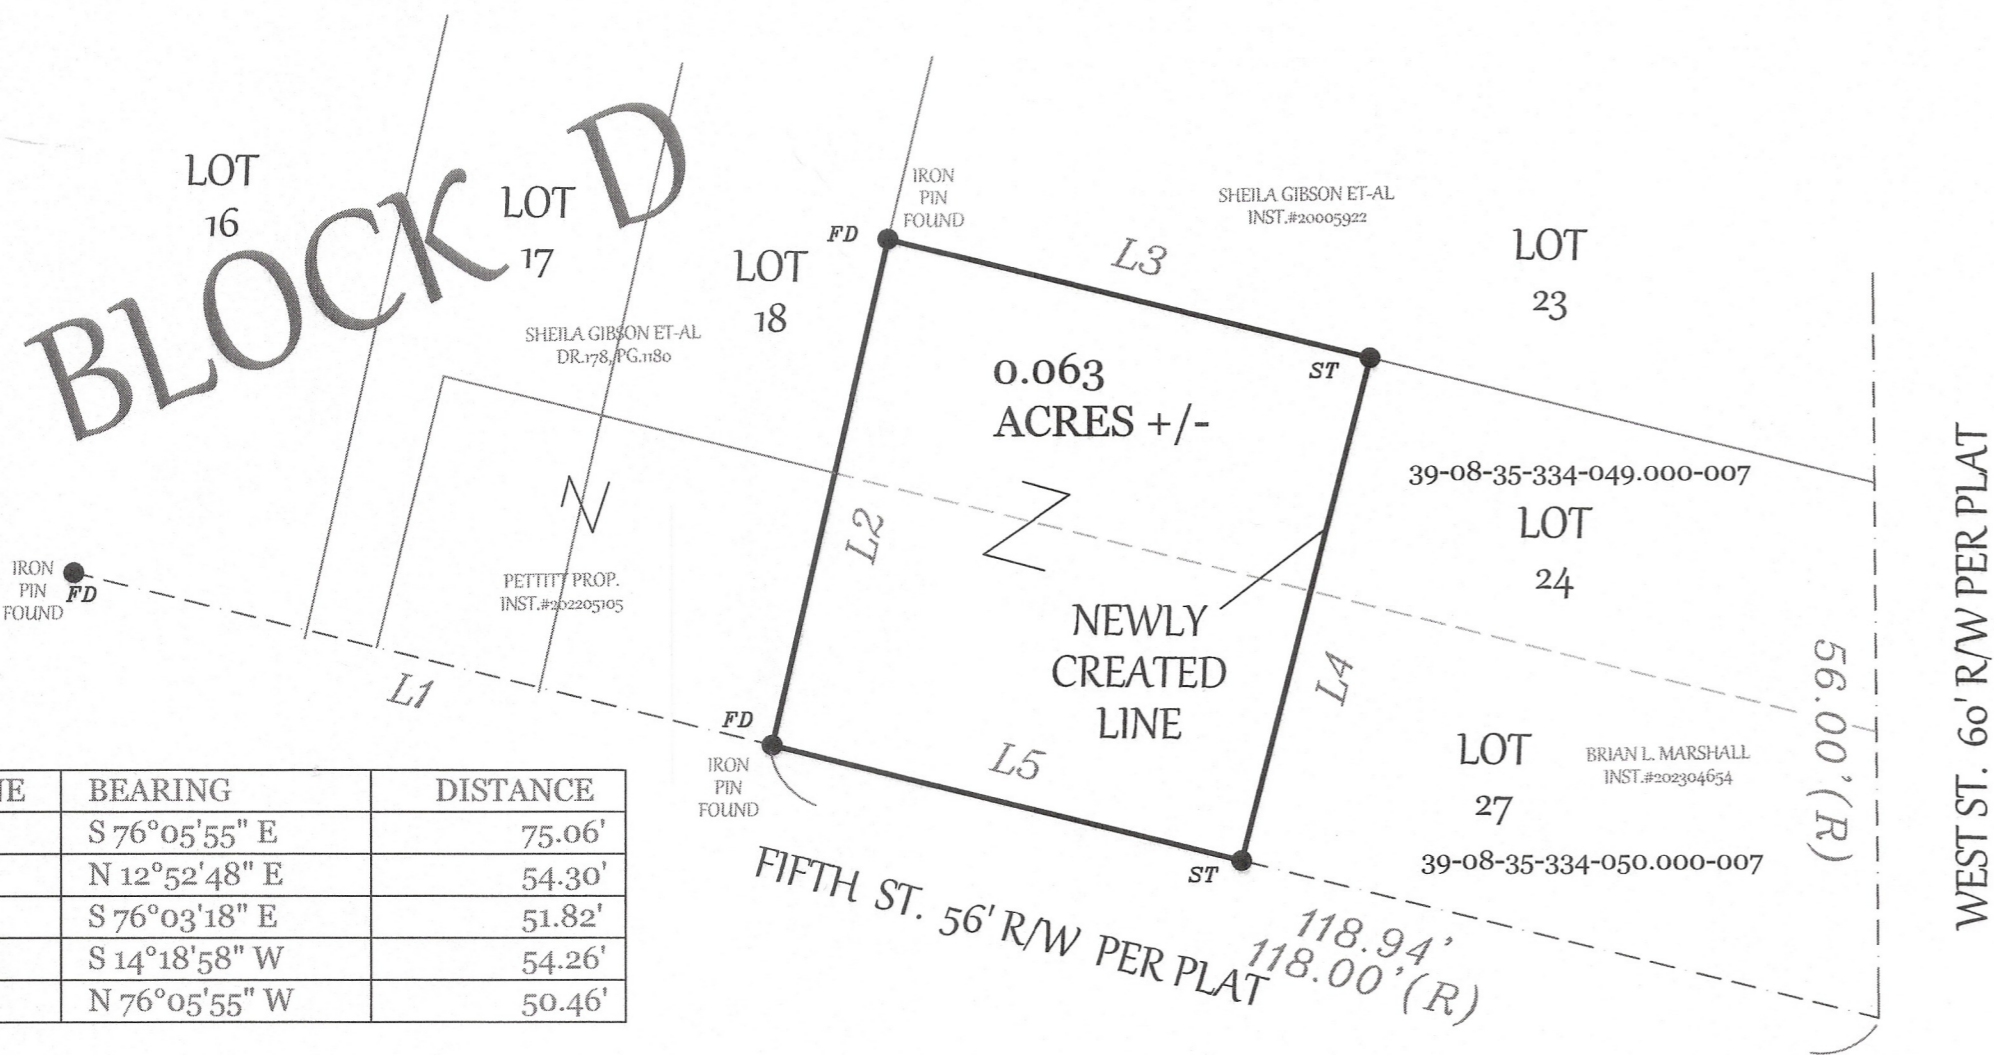 BLOCK D
LOT
16
LOT
17
LOT
18
SHEILA GIBSON ET-AL
DR.178, PG.1180
IRON
PIN
FOUND
FD
SHEILA GIBSON ET-AL
INST.#20005922
L3
LOT
23
ST
0.063
ACRES +/-
39-08-35-334-049.000-007
LOT
24
L2
IRON
PIN
FOUND
FD
PETTITT PROP.
INST.#202205105
L1
NEWLY
CREATED
LINE
L4
56.00'(R)
WEST ST. 60' R/W PER PLAT
FD
IRON
PIN
FOUND
L5
LOT
27
BRIAN L. MARSHALL
INST.#202304654
39-08-35-334-050.000-007
ST
FIFTH ST. 56' R/W PER PLAT
118.94'
118.00'(R)
NE BEARING DISTANCE
S 76°05'55" E 75.06'
N 12°52'48" E 54.30'
S 76°03'18" E 51.82'
S 14°18'58" W 54.26'
N 76°05'55" W 50.46'